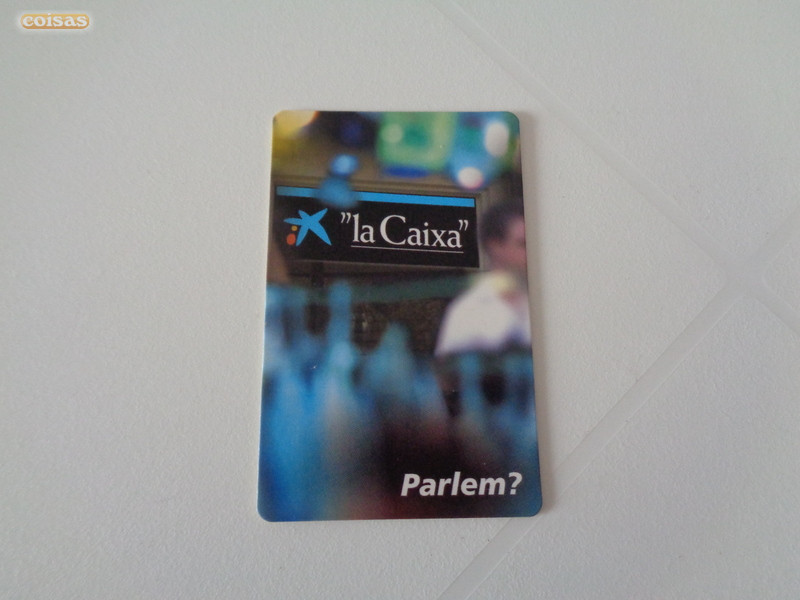 coisas
"la Caixa"
Parlem?